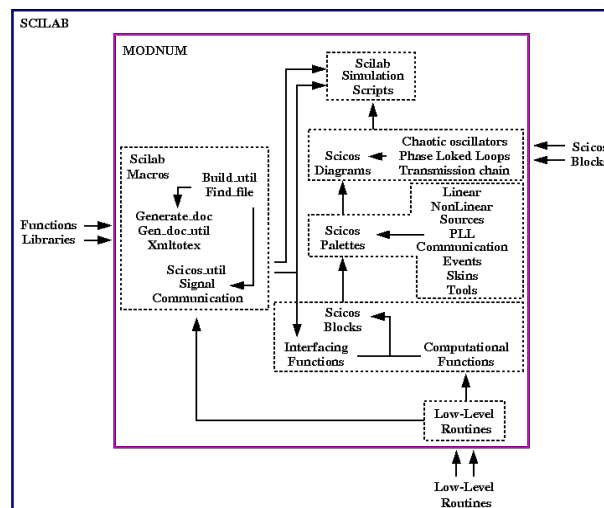 SCILAB
MODNUM
Scilab
Simulation
Scripts
Scilab
Macros
Build_util
Find_file
Generate_doc
Gen_doc_util
Xmltotex
Scicos_util
Signal
Communication
Chaotic oscillators
Phase Loked Loops
Transmission chain
Scicos
Diagrams
Scicos
Blocks
Functions
Libraries
Linear
NonLinear
Sources
PLL
Communication
Events
Skins
Tools
Scicos
Palettes
Scicos
Blocks
Interfacing
Functions
Computational
Functions
Low-Level
Routines
Low-Level
Routines